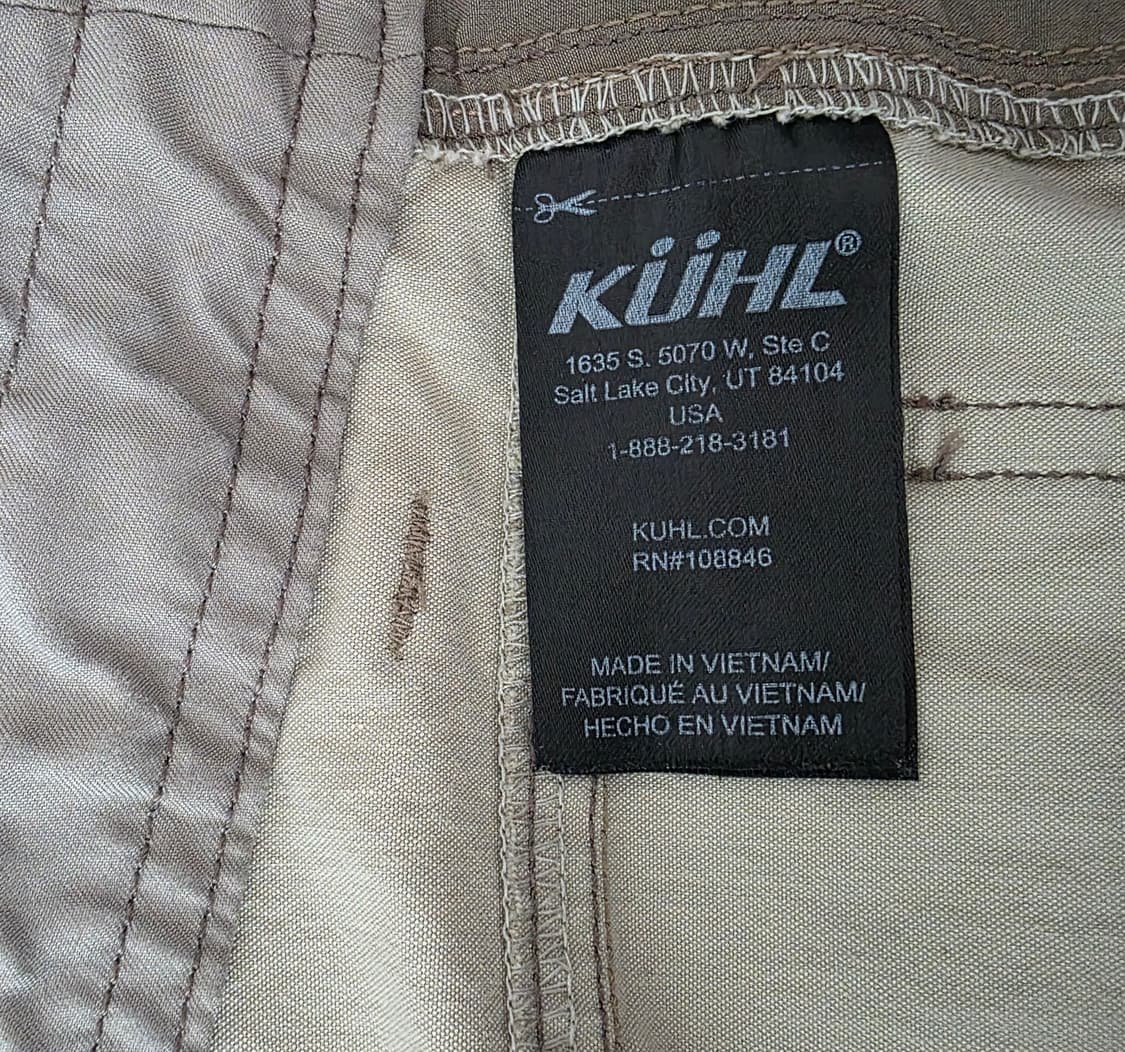 KÜHL®
1635 S. 5070 W, Ste C
Salt Lake City, UT 84104
USA
1-888-218-3181
KUHL.COM
RN#108846
MADE IN VIETNAM/
FABRIQUÉ AU VIETNAM/
HECHO EN VIETNAM